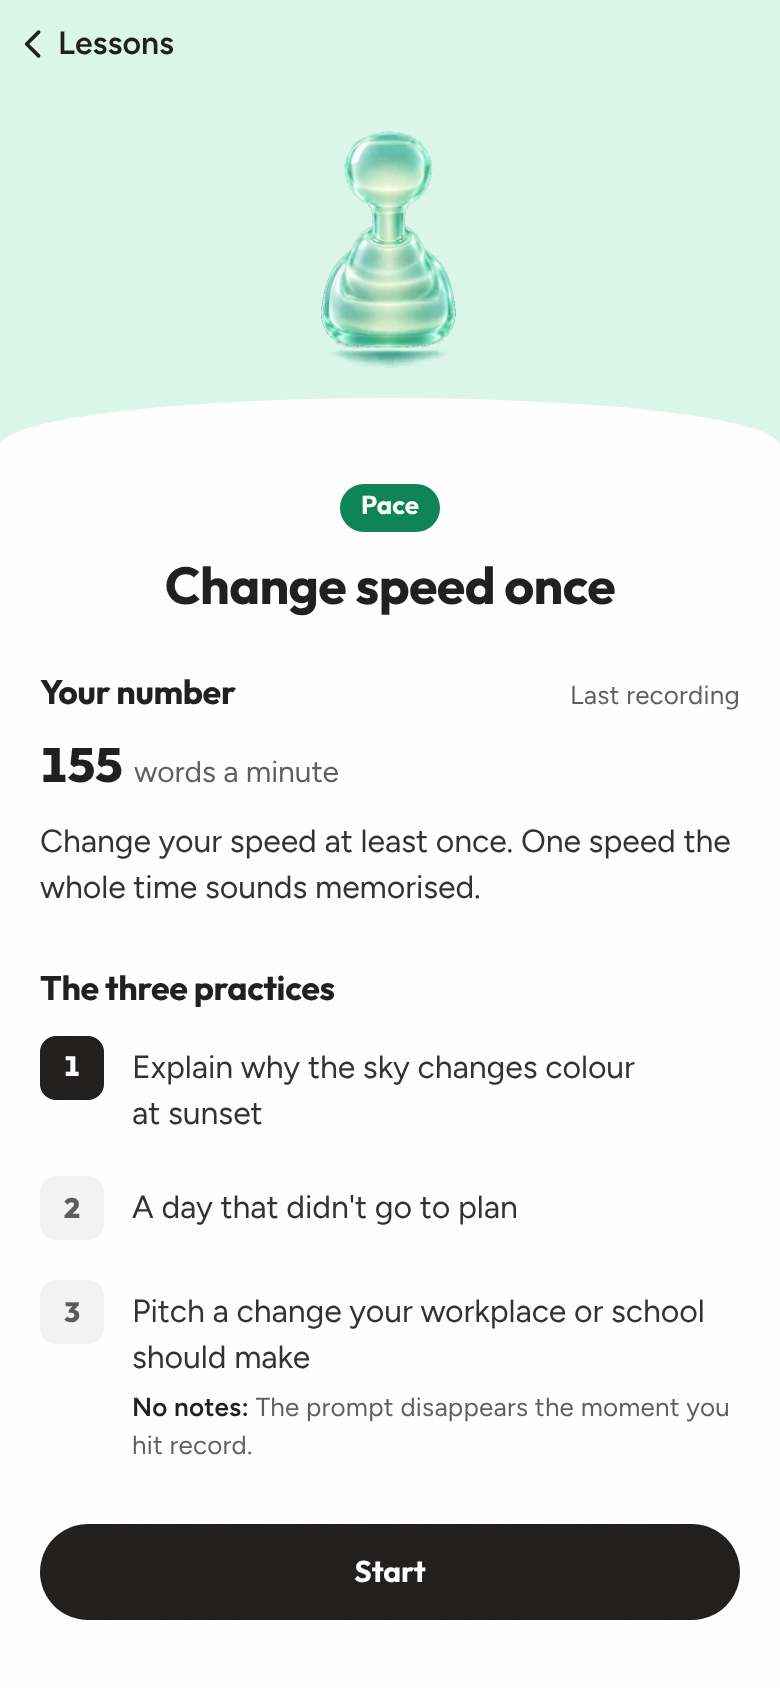 Lessons
Pace
Change speed once
Your number
Last recording
155 words a minute
Change your speed at least once. One speed the
whole time sounds memorised.
The three practices
1
Explain why the sky changes colour
at sunset
2
A day that didn't go to plan
3
Pitch a change your workplace or school
should make
No notes: The prompt disappears the moment you
hit record.
Start